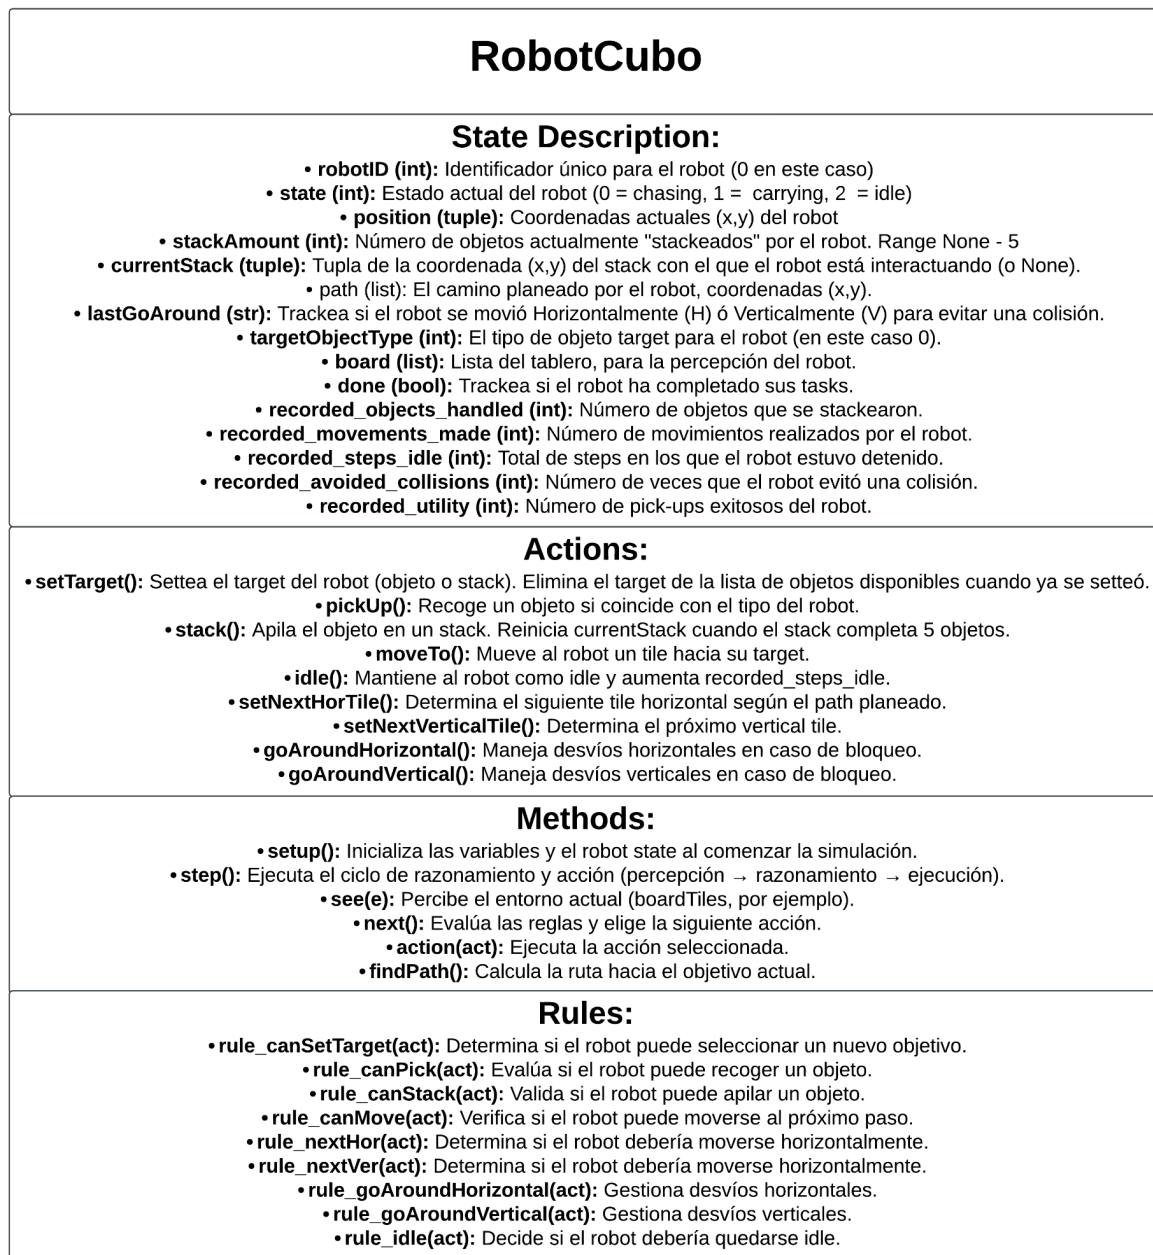 RobotCubo
State Description:
• robotID (int): Identificador único para el robot (0 en este caso)
• state (int): Estado actual del robot (0 = chasing, 1 = carrying, 2 = idle)
• position (tuple): Coordenadas actuales (x,y) del robot
• stackAmount (int): Número de objetos actualmente "stackeados" por el robot. Range None - 5
• currentStack (tuple): Tupla de la coordenada (x,y) del stack con el que el robot está interactuando (o None).
• path (list): El camino planeado por el robot, coordenadas (x,y).
• lastGoAround (str): Trackea si el robot se movió Horizontalmente (H) ó Verticalmente (V) para evitar una colisión.
• targetObjectType (int): El tipo de objeto target para el robot (en este caso 0).
• board (list): Lista del tablero, para la percepción del robot.
• done (bool): Trackea si el robot ha completado sus tasks.
• recorded_objects_handled (int): Número de objetos que se stackearon.
• recorded_movements_made (int): Número de movimientos realizados por el robot.
• recorded_steps_idle (int): Total de steps en los que el robot estuvo detenido.
• recorded_avoided_collisions (int): Número de veces que el robot evitó una colisión.
• recorded_utility (int): Número de pick-ups exitosos del robot.
Actions:
• setTarget(): Settea el target del robot (objeto o stack). Elimina el target de la lista de objetos disponibles cuando ya se setteó.
• pickUp(): Recoge un objeto si coincide con el tipo del robot.
• stack(): Apila el objeto en un stack. Reinicia currentStack cuando el stack completa 5 objetos.
• moveTo(): Mueve al robot un tile hacia su target.
• idle(): Mantiene al robot como idle y aumenta recorded_steps_idle.
• setNextHorTile(): Determina el siguiente tile horizontal según el path planeado.
• setNextVerticalTile(): Determina el próximo vertical tile.
• goAroundHorizontal(): Maneja desvíos horizontales en caso de bloqueo.
• goAroundVertical(): Maneja desvíos verticales en caso de bloqueo.
Methods:
• setup(): Inicializa las variables y el robot state al comenzar la simulación.
• step(): Ejecuta el ciclo de razonamiento y acción (percepción → razonamiento → ejecución).
• see(e): Percibe el entorno actual (boardTiles, por ejemplo).
• next(): Evalúa las reglas y elige la siguiente acción.
• action(act): Ejecuta la acción seleccionada.
• findPath(): Calcula la ruta hacia el objetivo actual.
Rules:
• rule_canSetTarget(act): Determina si el robot puede seleccionar un nuevo objetivo.
• rule_canPick(act): Evalúa si el robot puede recoger un objeto.
• rule_canStack(act): Valida si el robot puede apilar un objeto.
• rule_canMove(act): Verifica si el robot puede moverse al próximo paso.
• rule_nextHor(act): Determina si el robot debería moverse horizontalmente.
• rule_nextVer(act): Determina si el robot debería moverse horizontalmente.
• rule_goAroundHorizontal(act): Gestiona desvíos horizontales.
• rule_goAroundVertical(act): Gestiona desvíos verticales.
• rule_idle(act): Decide si el robot debería quedarse idle.